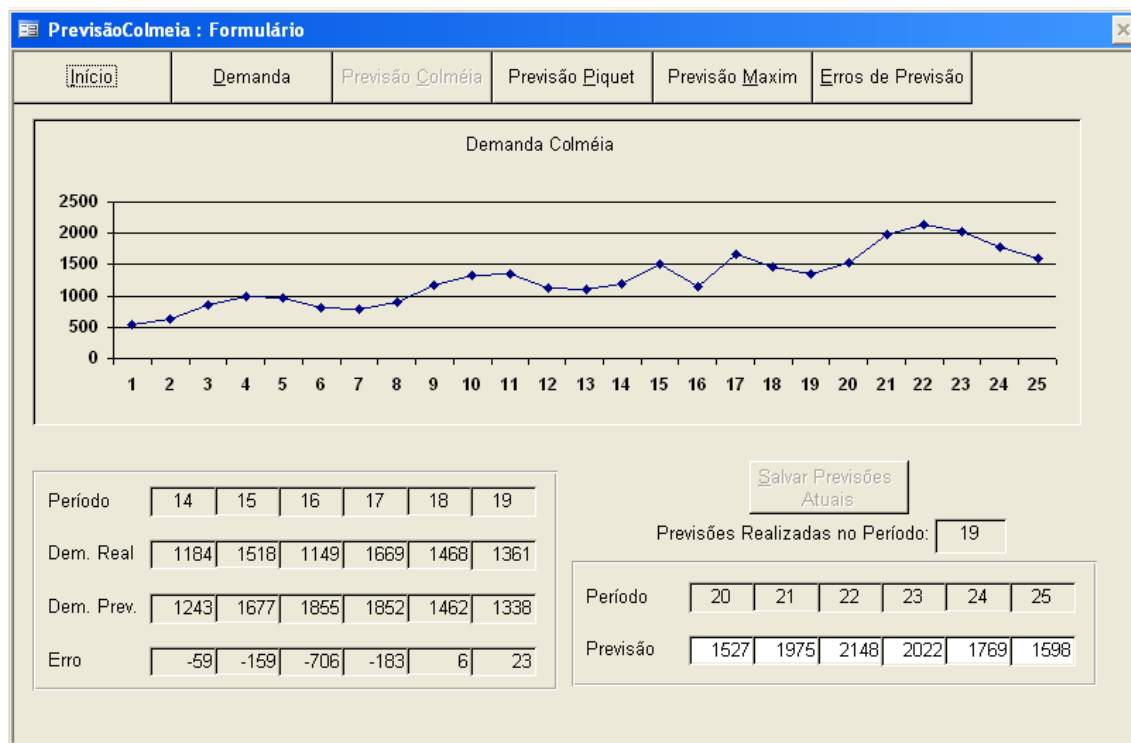 PrevisãoColmeia : Formulário
Início Demanda Previsão Colméia Previsão Piquet Previsão Maxim Erros de Previsão
Demanda Colméia
2500
2000
1500
1000
500
0
1 2 3 4 5 6 7 8 9 10 11 12 13 14 15 16 17 18 19 20 21 22 23 24 25
Salvar Previsões
Atuais
Previsões Realizadas no Período: 19
Período 14 15 16 17 18 19
Dem. Real 1184 1518 1149 1669 1468 1361
Dem. Prev. 1243 1677 1855 1852 1462 1338
Erro -59 -159 -706 -183 6 23
Período 20 21 22 23 24 25
Previsão 1527 1975 2148 2022 1769 1598